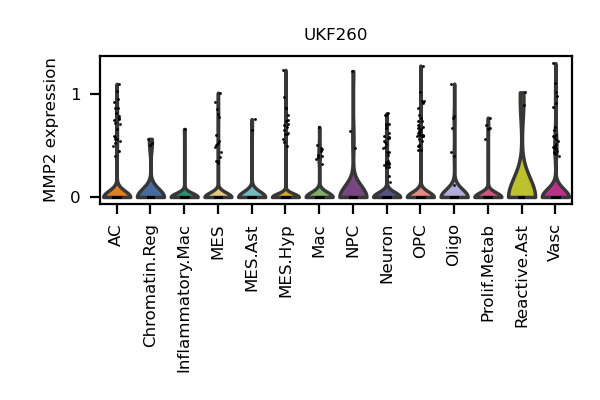 UKF260
MMP2 expression
1
0
AC
Chromatin.Reg
Inflammatory.Mac
MES
MES.Ast
MES.Hyp
Mac
NPC
Neuron
OPC
Oligo
Prolif.Metab
Reactive.Ast
Vasc